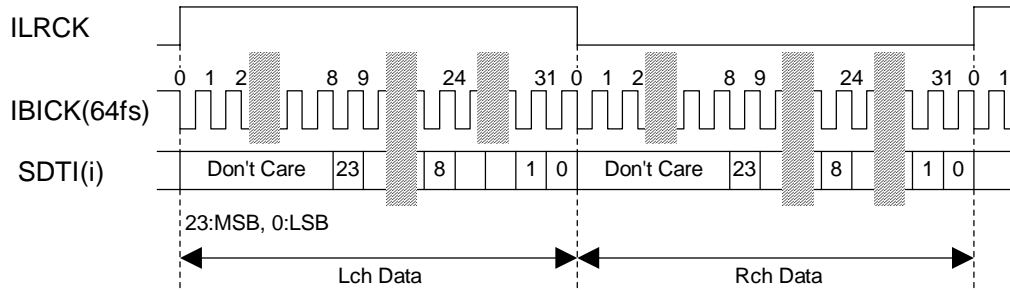 ILRCK
0 1 2 8 9 24 31 0 1 2 8 9 24 31 0 1
IBICK(64fs)
SDTI(i) Don't Care 23 8 1 0 Don't Care 23 8 1 0
23:MSB, 0:LSB
Lch Data Rch Data